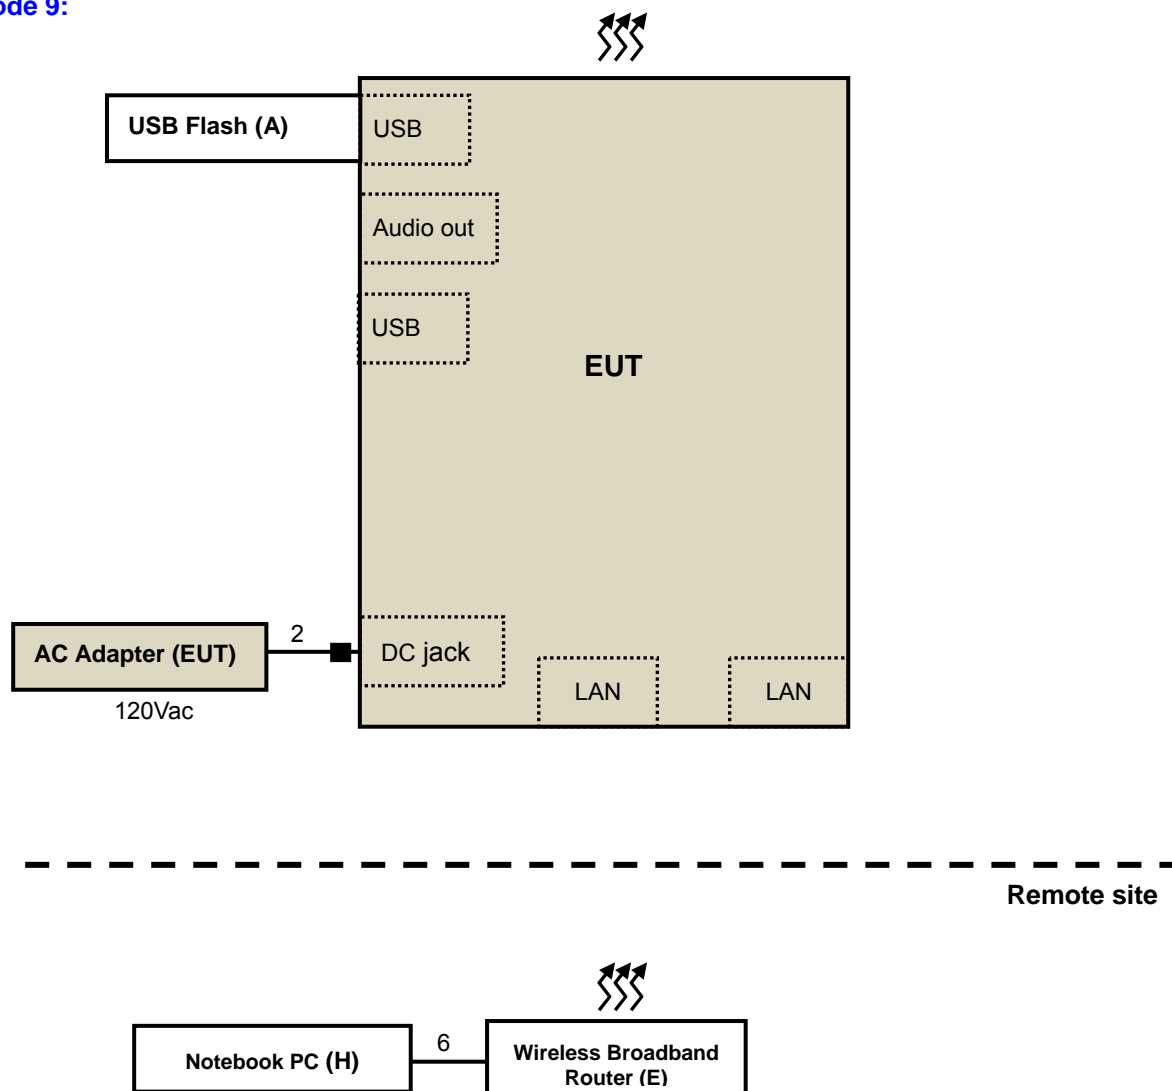 ode 9:
USB Flash (A)
USB
Audio out
USB
EUT
2
AC Adapter (EUT)
DC jack
LAN
LAN
120Vac
Remote site
6
Notebook PC (H)
Wireless Broadband
Router (E)